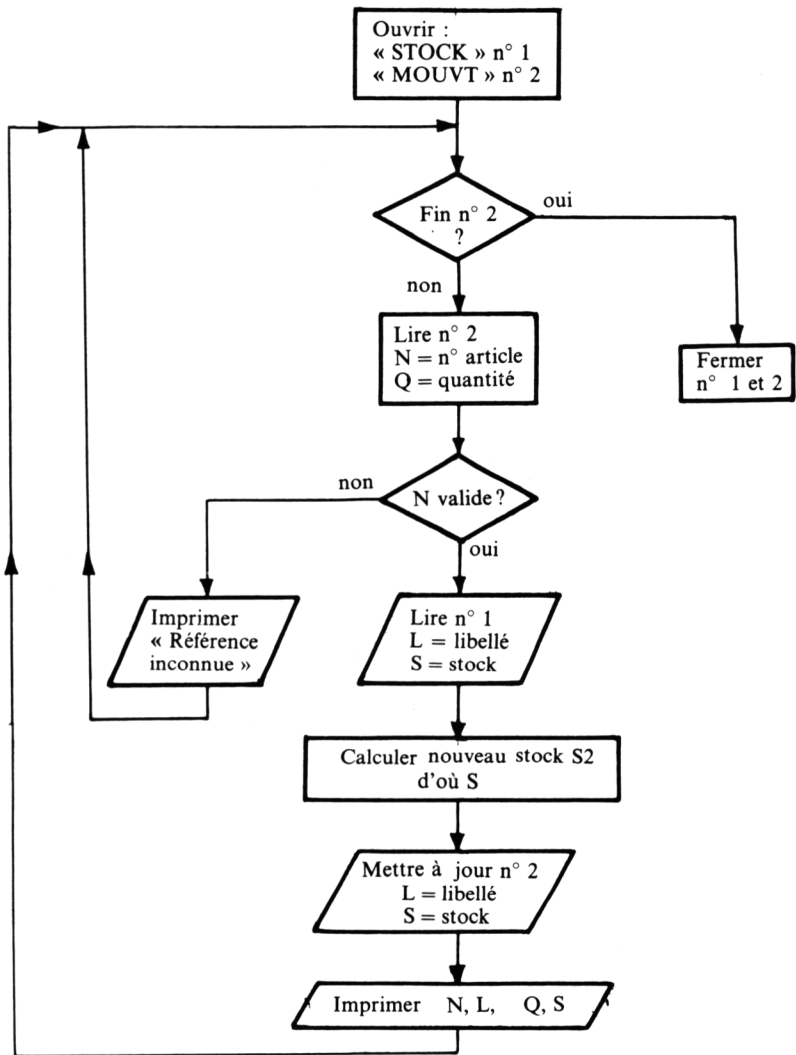 Ouvrir :
« STOCK » n° 1
« MOUVT » n° 2
Fin n° 2
?
oui
non
Lire n° 2
N = n° article
Q = quantité
Fermer
n° 1 et 2
N valide ?
non
oui
Imprimer
« Référence
inconnue »
Lire n° 1
L = libellé
S = stock
Calculer nouveau stock S2
d'où S
Mettre à jour n° 2
L = libellé
S = stock
Imprimer N, L, Q, S